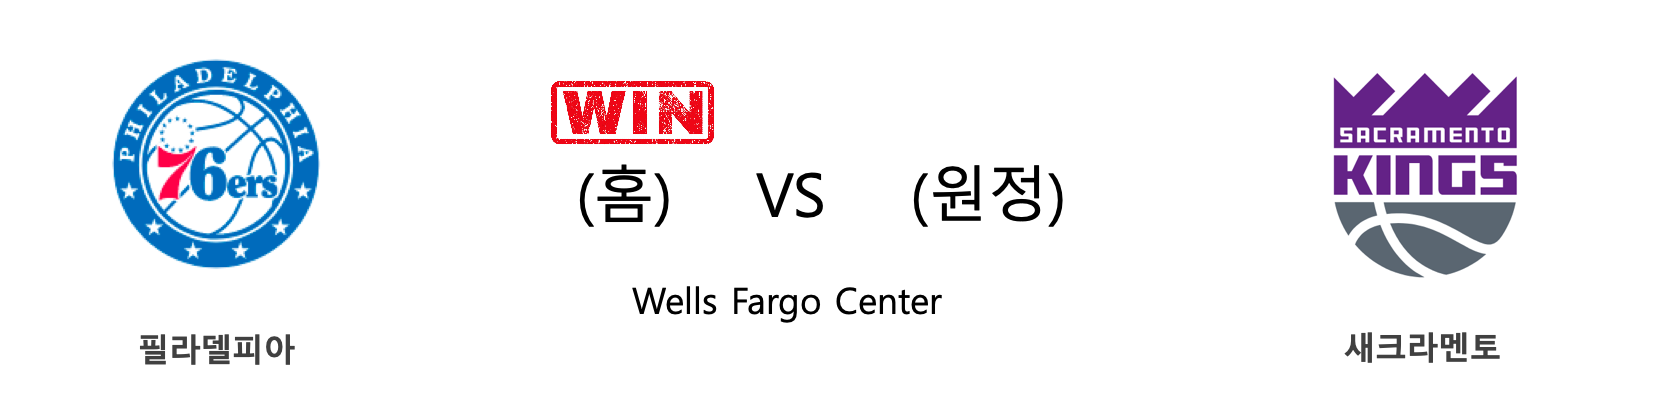 PHILADELPHIA
76ers
WIN
(홈) VS (원정)
Wells Fargo Center
필라델피아
SACRAMENTO
KINGS
새크라멘토